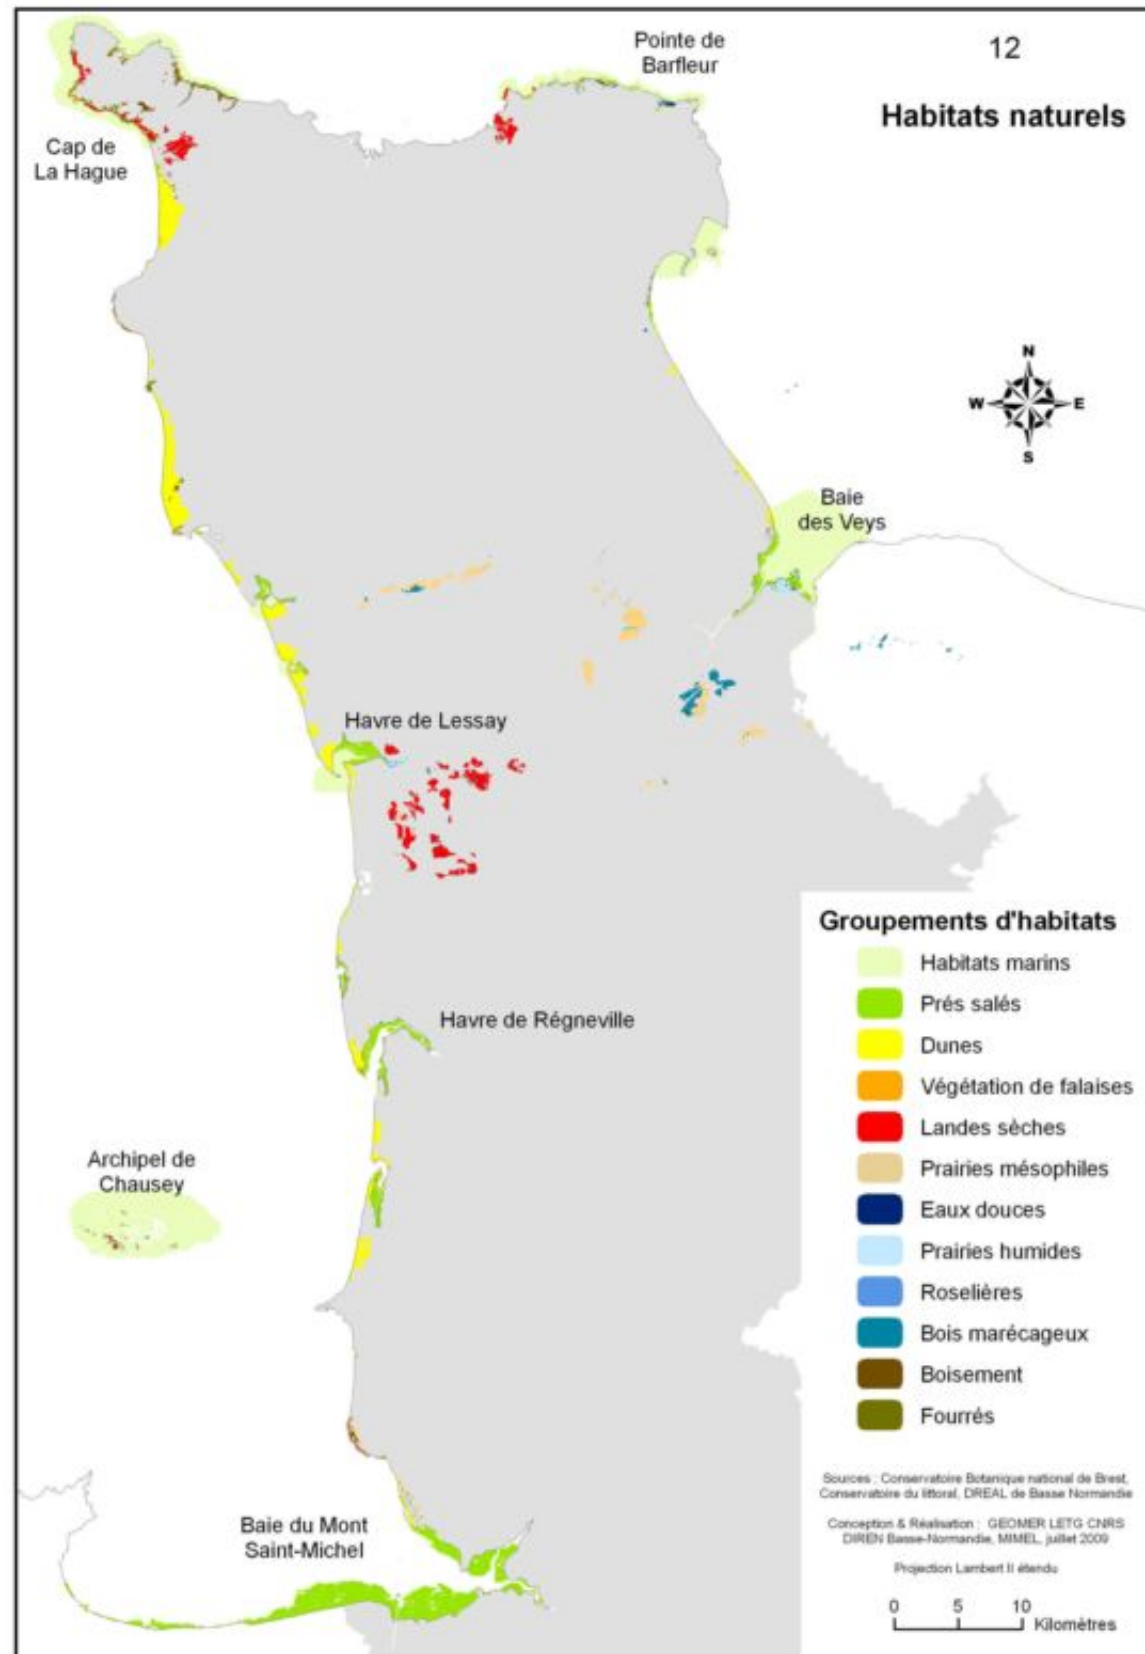 12
Habitats naturels
Pointe de
Barfleur
Cap de
La Hague
N
W
E
S
Baie
des Veys
Havre de Lessay
Havre de Régneville
Archipel de
Chausey
Baie du Mont
Saint-Michel
Groupements d'habitats
Habitats marins
Prés salés
Dunes
Végétation de falaises
Landes sèches
Prairies mésophiles
Eaux douces
Prairies humides
Roselières
Bois marécageux
Boisement
Fourrés
Sources : Conservatoire Botanique national de Brest,
Conservatoire du littoral, DREAL de Basse Normandie
Conception & Réalisation : GEOMER LETG CNRS
DIREN Basse-Normandie, MIMEL, juillet 2009
Projection Lambert II étendu
0 5 10
Kilomètres